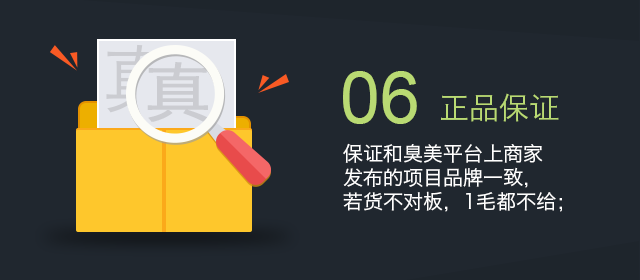 真真
06 正品保证
保证和臭美平台上商家
发布的项目品牌一致，
若货不对板，1毛都不给；